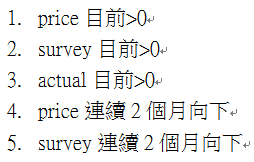 1. price 目前>0
2. survey 目前>0
3. actual 目前>0
4. price 連續 2 個月向下
5. survey 連續 2 個月向下